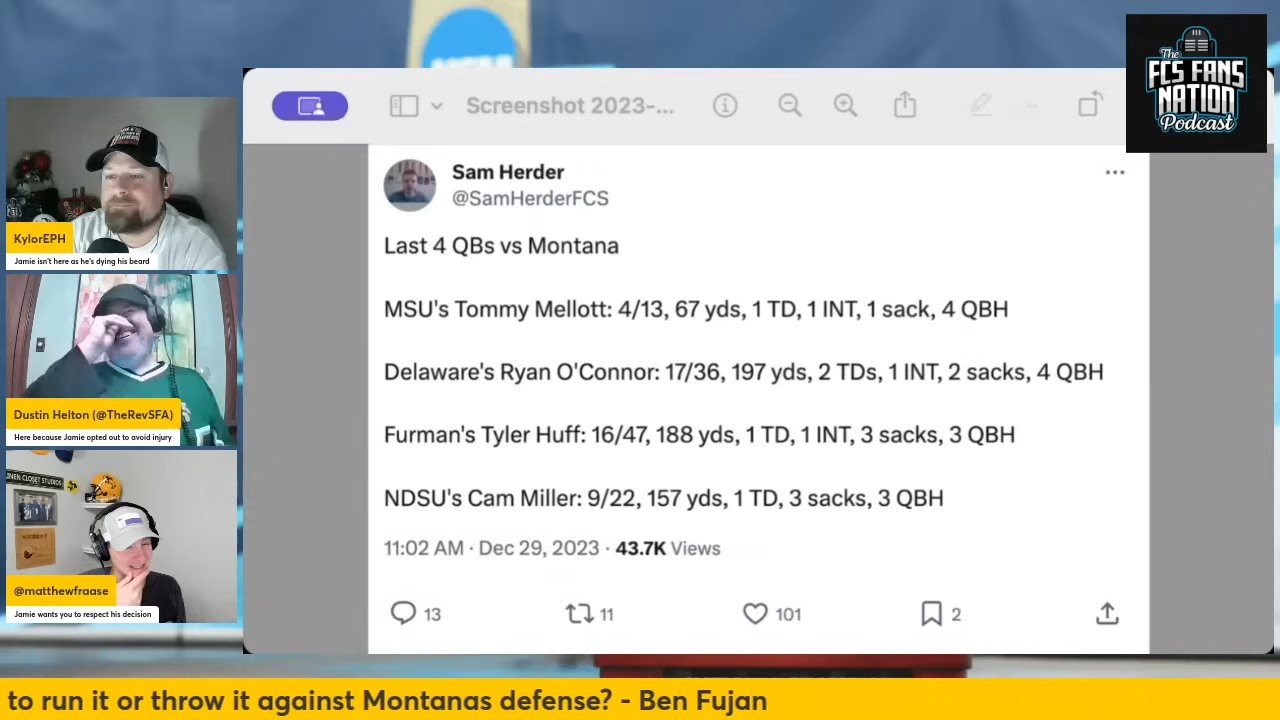 The
FCS FANS
NATION
Podcast
Screenshot 2023-...
KylorEPH
Jamie isn't here as he's dying his beard
Dustin Helton (@TheRevSFA)
Here because Jamie opted out to avoid injury
LINEN CLOSET STUDIOS
@matthewfraase
Jamie wants you to respect his decision
Sam Herder
@SamHerderFCS
Last 4 QBs vs Montana
MSU's Tommy Mellott: 4/13, 67 yds, 1 TD, 1 INT, 1 sack, 4 QBH
Delaware's Ryan O'Connor: 17/36, 197 yds, 2 TDs, 1 INT, 2 sacks, 4 QBH
Furman's Tyler Huff: 16/47, 188 yds, 1 TD, 1 INT, 3 sacks, 3 QBH
NDSU's Cam Miller: 9/22, 157 yds, 1 TD, 3 sacks, 3 QBH
11:02 AM · Dec 29, 2023 · 43.7K Views
13
11
101
2
to run it or throw it against Montanas defense? - Ben Fujan